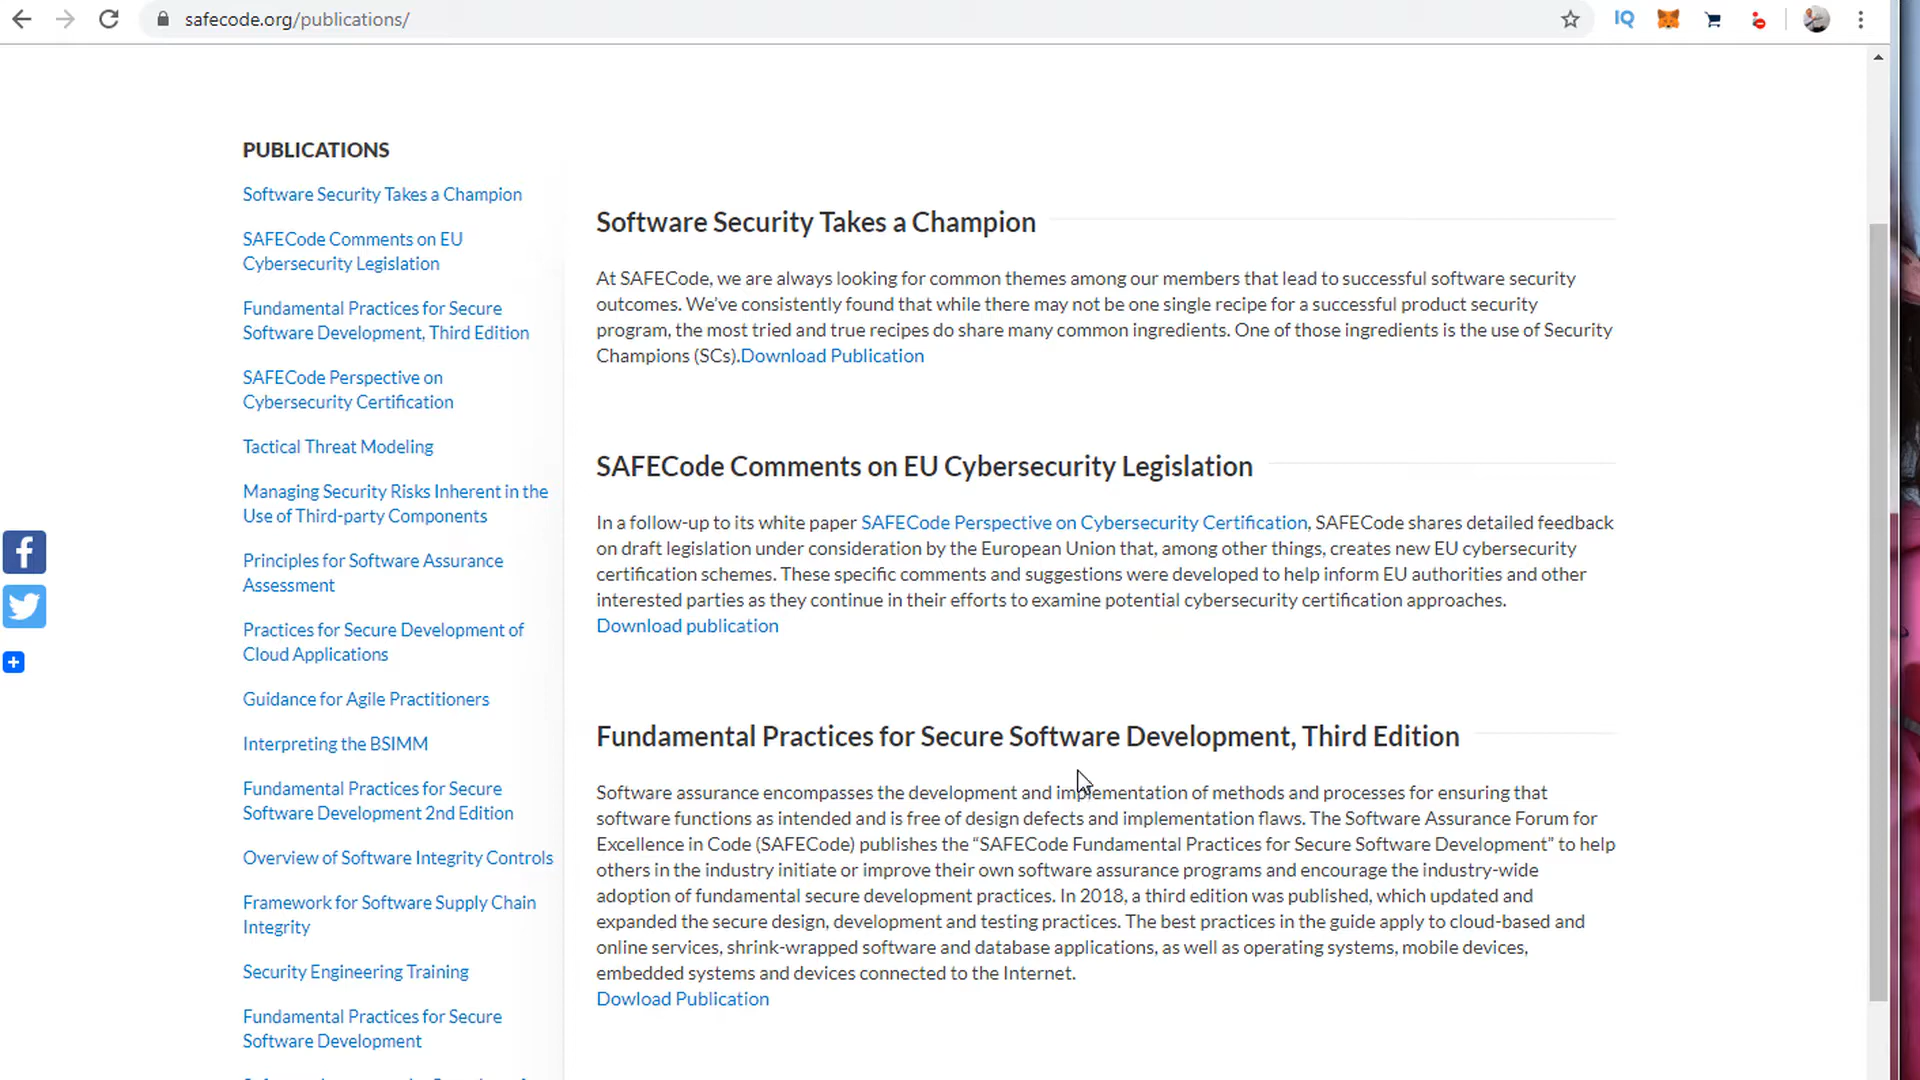 safecode.org/publications/
IQ
PUBLICATIONS
Software Security Takes a Champion
SAFECode Comments on EU
Cybersecurity Legislation
Fundamental Practices for Secure
Software Development, Third Edition
SAFECode Perspective on
Cybersecurity Certification
Tactical Threat Modeling
Managing Security Risks Inherent in the
Use of Third-party Components
Principles for Software Assurance
Assessment
Practices for Secure Development of
Cloud Applications
Guidance for Agile Practitioners
Interpreting the BSIMM
Fundamental Practices for Secure
Software Development 2nd Edition
Overview of Software Integrity Controls
Framework for Software Supply Chain
Integrity
Security Engineering Training
Fundamental Practices for Secure
Software Development
Software Security Takes a Champion
At SAFECode, we are always looking for common themes among our members that lead to successful software security
outcomes. We've consistently found that while there may not be one single recipe for a successful product security
program, the most tried and true recipes do share many common ingredients. One of those ingredients is the use of Security
Champions (SCs).Download Publication
SAFECode Comments on EU Cybersecurity Legislation
In a follow-up to its white paper SAFECode Perspective on Cybersecurity Certification, SAFECode shares detailed feedback
on draft legislation under consideration by the European Union that, among other things, creates new EU cybersecurity
certification schemes. These specific comments and suggestions were developed to help inform EU authorities and other
interested parties as they continue in their efforts to examine potential cybersecurity certification approaches.
Download publication
Fundamental Practices for Secure Software Development, Third Edition
Software assurance encompasses the development and implementation of methods and processes for ensuring that
software functions as intended and is free of design defects and implementation flaws. The Software Assurance Forum for
Excellence in Code (SAFECode) publishes the “SAFECode Fundamental Practices for Secure Software Development” to help
others in the industry initiate or improve their own software assurance programs and encourage the industry-wide
adoption of fundamental secure development practices. In 2018, a third edition was published, which updated and
expanded the secure design, development and testing practices. The best practices in the guide apply to cloud-based and
online services, shrink-wrapped software and database applications, as well as operating systems, mobile devices,
embedded systems and devices connected to the Internet.
Dowload Publication